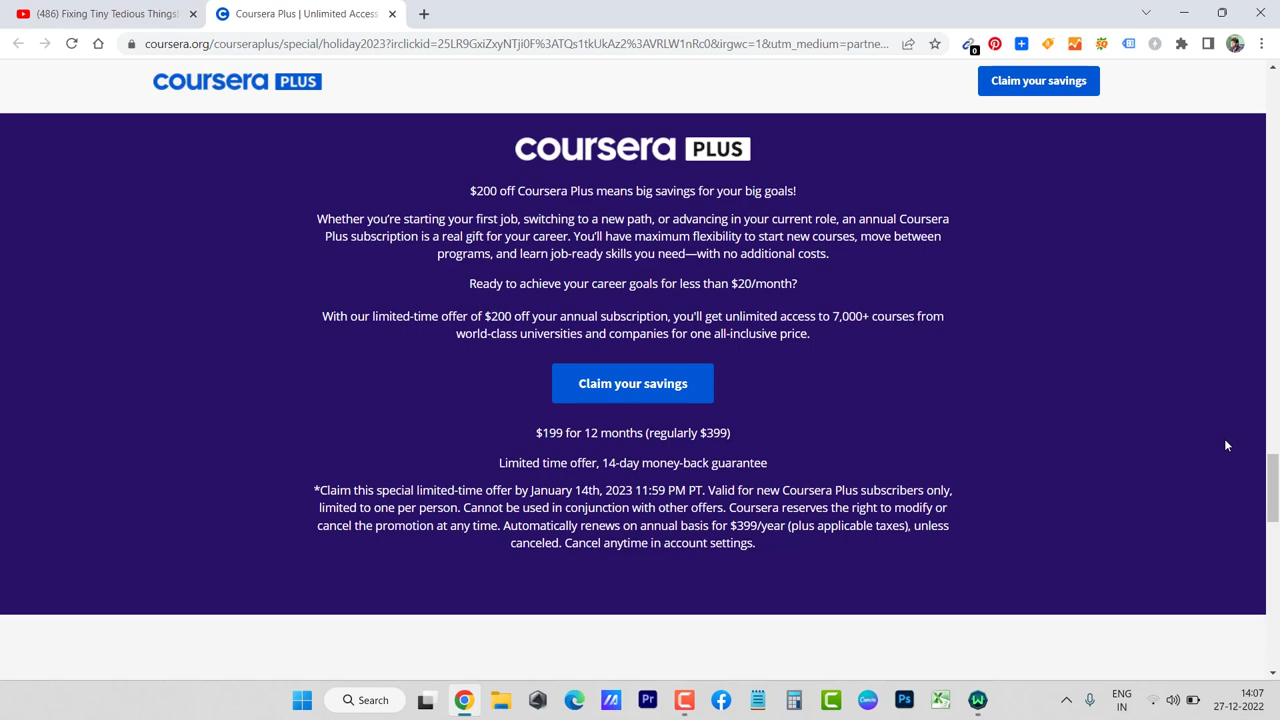 (486) Fixing Tiny Tedious Things!
Coursera Plus | Unlimited Access
coursera.org/courseraplus/special/holiday2023?irclickid=25LR9GxiZxyNTji0F%3ATQs1tkUkAz2%3AVRLW1nRc0&irgwc=1&utm_medium=partne...
0
coursera PLUS
Claim your savings
coursera PLUS
$200 off Coursera Plus means big savings for your big goals!
Whether you're starting your first job, switching to a new path, or advancing in your current role, an annual Coursera
Plus subscription is a real gift for your career. You'll have maximum flexibility to start new courses, move between
programs, and learn job-ready skills you need—with no additional costs.
Ready to achieve your career goals for less than $20/month?
With our limited-time offer of $200 off your annual subscription, you'll get unlimited access to 7,000+ courses from
world-class universities and companies for one all-inclusive price.
Claim your savings
$199 for 12 months (regularly $399)
Limited time offer, 14-day money-back guarantee
*Claim this special limited-time offer by January 14th, 2023 11:59 PM PT. Valid for new Coursera Plus subscribers only,
limited to one per person. Cannot be used in conjunction with other offers. Coursera reserves the right to modify or
cancel the promotion at any time. Automatically renews on annual basis for $399/year (plus applicable taxes), unless
canceled. Cancel anytime in account settings.
Search
Pr
Canva
Ps
ENG
IN
14:07
27-12-2022